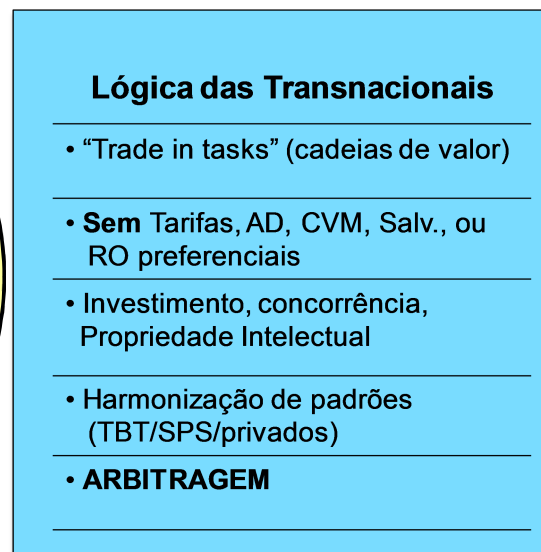 Lógica das Transnacionais
• “Trade in tasks” (cadeias de valor)
• Sem Tarifas, AD, CVM, Salv., ou
RO preferenciais
• Investimento, concorrência,
Propriedade Intelectual
• Harmonização de padrões
(TBT/SPS/privados)
• ARBITRAGEM